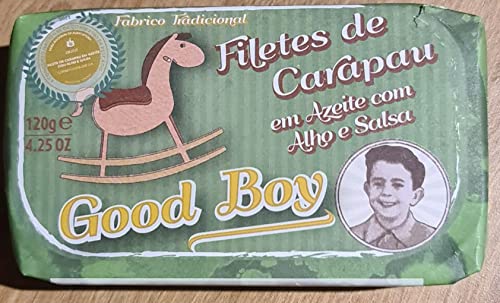 Fabrico Tradicional
Filetes de
Carapau
em Azeite com
Alho e Salsa
120g e
4.25 OZ
Good Boy